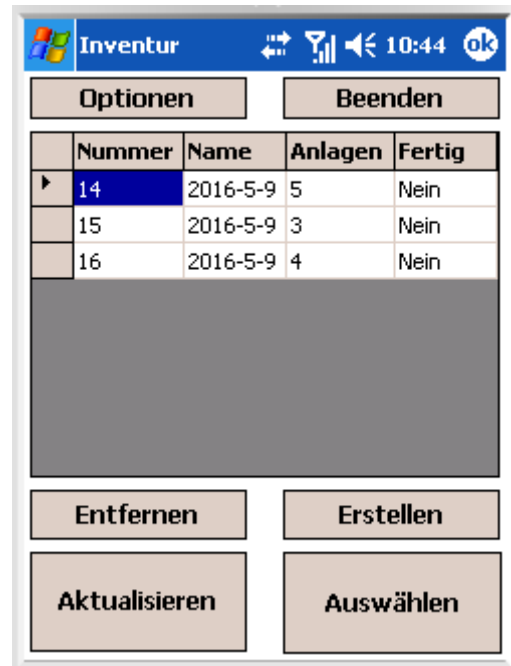 Inventur 10:44 ok
Optionen Beenden
Nummer Name Anlagen Fertig
14 2016-5-9 5 Nein
15 2016-5-9 3 Nein
16 2016-5-9 4 Nein
Entfernen Erstellen
Aktualisieren Auswählen